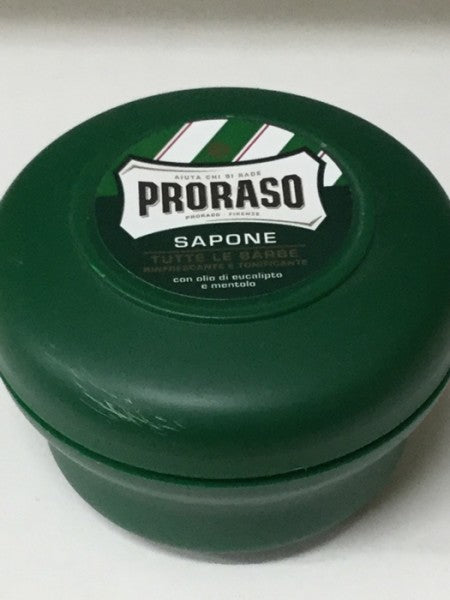 AIUTA CHI SI RADE
PRORASO
PRORASO - FIRENZE
SAPONE
TUTTE LE BARBE
RINFRESCANTE E TONIFICANTE
con olio di eucalipto
e mentolo